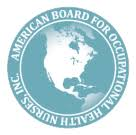 AMERICAN BOARD FOR OCCUPATIONAL HEALTH NURSES, INC.